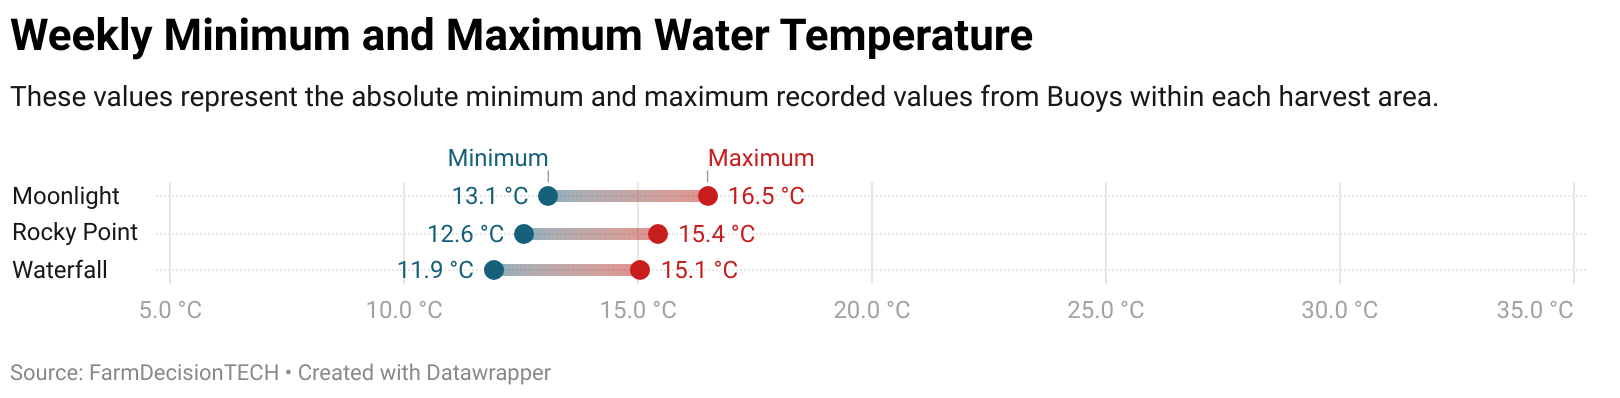 Weekly Minimum and Maximum Water Temperature
These values represent the absolute minimum and maximum recorded values from Buoys within each harvest area.
Minimum Maximum
Moonlight 13.1 °C 16.5 °C
Rocky Point 12.6 °C 15.4 °C
Waterfall 11.9 °C 15.1 °C
5.0 °C 10.0 °C 15.0 °C 20.0 °C 25.0 °C 30.0 °C 35.0 °C
Source: FarmDecisionTECH • Created with Datawrapper